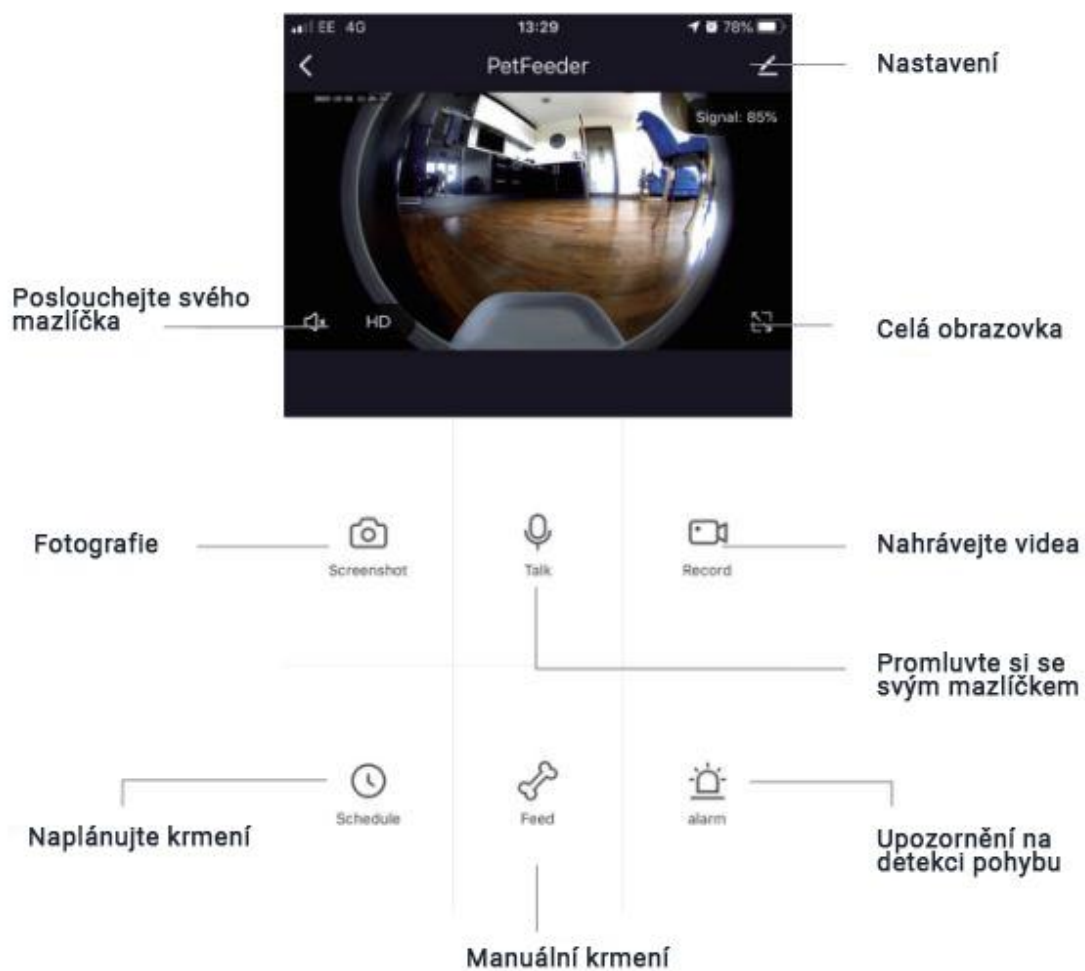 EE 4G 13:29 78%
PetFeeder
Nastavení
Signal: 85%
Poslouchejte svého
mazlíčka
HD
Celá obrazovka
Fotografie
Screenshot
Talk
Record
Nahrávejte videa
Promluvte si se
svým mazlíčkem
Schedule
Feed
alarm
Naplánujte krmení
Upozornění na
detekci pohybu
Manuální krmení